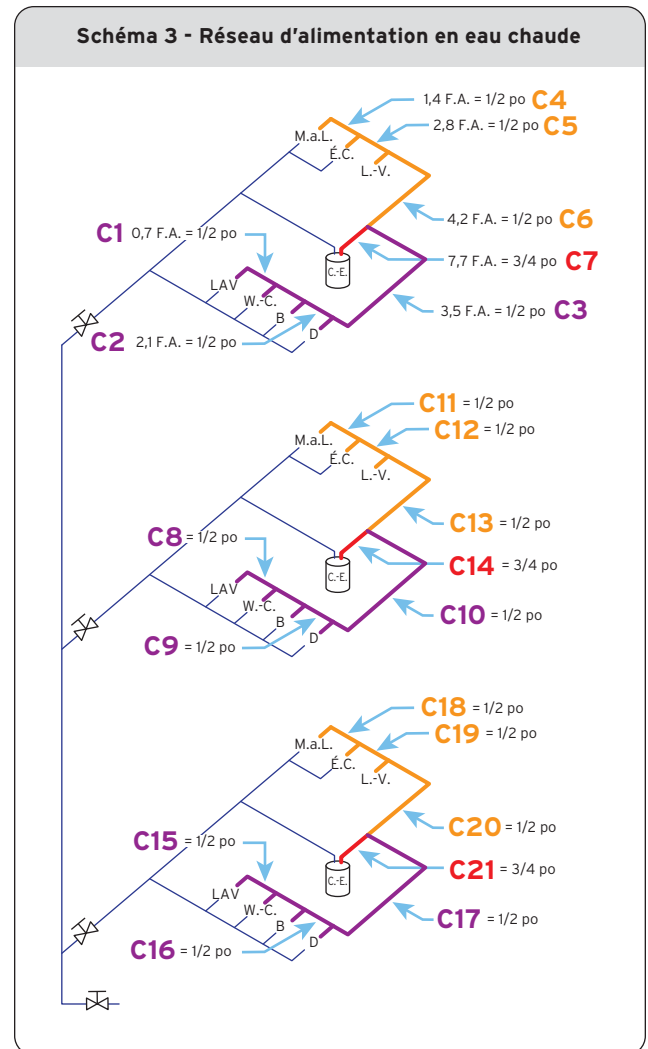 Schéma 3 - Réseau d'alimentation en eau chaude
1,4 F.A. = 1/2 po C4
2,8 F.A. = 1/2 po C5
M.a.L.
É.C.
L.-V.
4,2 F.A. = 1/2 po C6
C1 0,7 F.A. = 1/2 po
7,7 F.A. = 3/4 po C7
C.-E.
LAV
W.-C.
B
D
3,5 F.A. = 1/2 po C3
C2 2,1 F.A. = 1/2 po
C11 = 1/2 po
C12 = 1/2 po
M.a.L.
É.C.
L.-V.
C13 = 1/2 po
C8 = 1/2 po
C14 = 3/4 po
C.-E.
LAV
W.-C.
B
D
C10 = 1/2 po
C9 = 1/2 po
C18 = 1/2 po
C19 = 1/2 po
M.a.L.
É.C.
L.-V.
C20 = 1/2 po
C15 = 1/2 po
C21 = 3/4 po
C.-E.
LAV
W.-C.
B
D
C17 = 1/2 po
C16 = 1/2 po